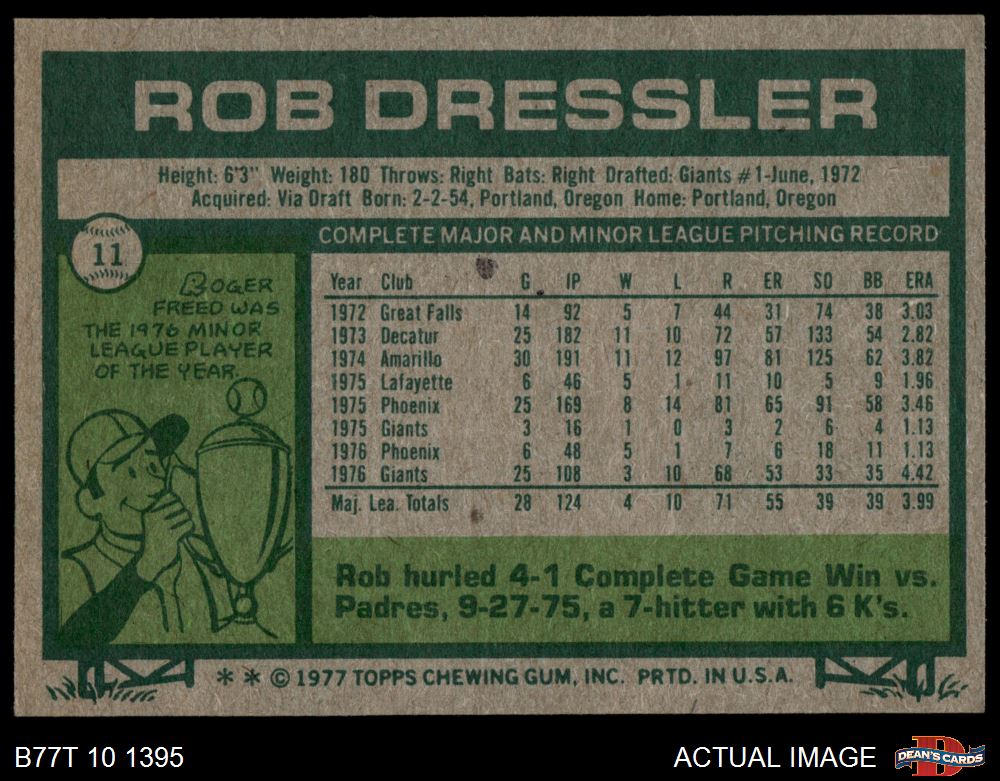 ROB DRESSLER
Height: 6'3" Weight: 180 Throws: Right Bats: Right Drafted: Giants #1-June, 1972
Acquired: Via Draft Born: 2-2-54, Portland, Oregon Home: Portland, Oregon
11
ROGER
FREED WAS
THE 1976 MINOR
LEAGUE PLAYER
OF THE YEAR.
COMPLETE MAJOR AND MINOR LEAGUE PITCHING RECORD
Year Club G IP W L R ER SO BB ERA
1972 Great Falls 14 92 5 7 44 31 74 38 3.03
1973 Decatur 25 182 11 10 72 57 133 54 2.82
1974 Amarillo 30 191 11 12 97 81 125 62 3.82
1975 Lafayette 6 46 5 1 11 10 5 9 1.96
1975 Phoenix 25 169 8 14 81 65 91 58 3.46
1975 Giants 3 16 1 0 3 2 6 4 1.13
1976 Phoenix 6 48 5 1 7 6 18 11 1.13
1976 Giants 25 108 3 10 68 53 33 35 4.42
Maj. Lea. Totals 28 124 4 10 71 55 39 39 3.99
Rob hurled 4-1 Complete Game Win vs.
Padres, 9-27-75, a 7-hitter with 6 K's.
* * © 1977 TOPPS CHEWING GUM, INC. PRTD. IN U.S.A.
B77T 10 1395
ACTUAL IMAGE
D
DEAN'S CARDS